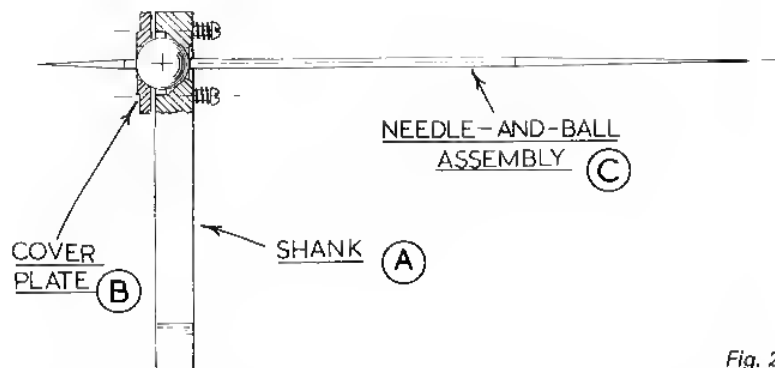 NEEDLE-AND-BALL
ASSEMBLY C
COVER
PLATE B
SHANK A
Fig. 2